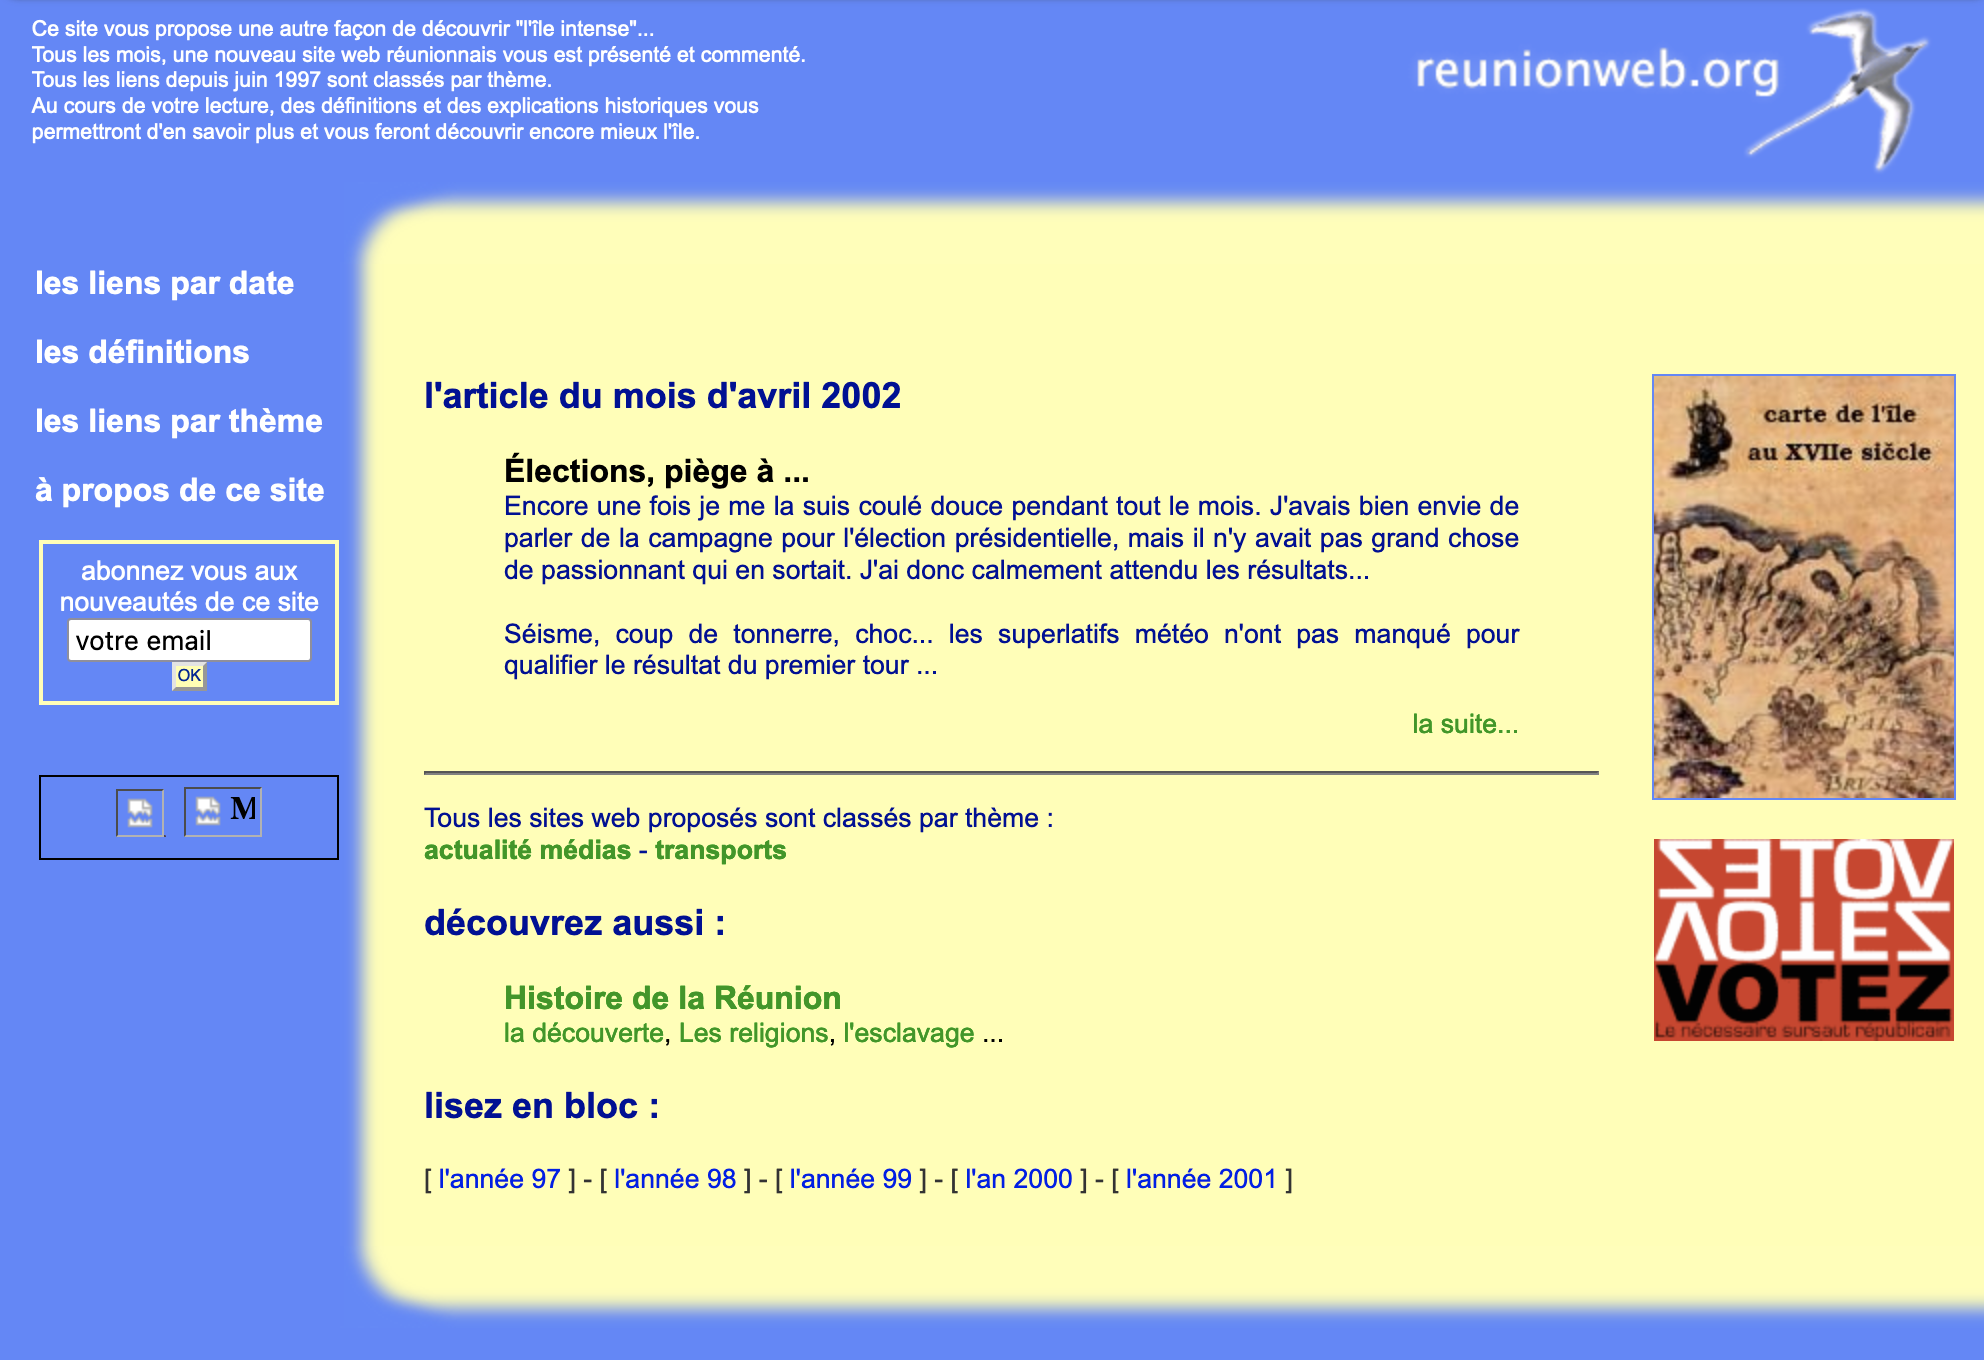 Ce site vous propose une autre façon de découvrir "l'île intense"...
Tous les mois, une nouveau site web réunionnais vous est présenté et commenté.
Tous les liens depuis juin 1997 sont classés par thème.
Au cours de votre lecture, des définitions et des explications historiques vous
permettront d'en savoir plus et vous feront découvrir encore mieux l'île.
reunionweb.org
les liens par date
les définitions
les liens par thème
à propos de ce site
abonnez vous aux
nouveautés de ce site
votre email
OK
M
l'article du mois d'avril 2002
Élections, piège à ...
Encore une fois je me la suis coulé douce pendant tout le mois. J'avais bien envie de
parler de la campagne pour l'élection présidentielle, mais il n'y avait pas grand chose
de passionnant qui en sortait. J'ai donc calmement attendu les résultats...
Séisme, coup de tonnerre, choc... les superlatifs météo n'ont pas manqué pour
qualifier le résultat du premier tour ...
la suite...
Tous les sites web proposés sont classés par thème :
actualité médias - transports
découvrez aussi :
Histoire de la Réunion
la découverte, Les religions, l'esclavage ...
lisez en bloc :
[ l'année 97 ] - [ l'année 98 ] - [ l'année 99 ] - [ l'an 2000 ] - [ l'année 2001 ]
carte de l'île
au XVIIe sičcle
VOTEZ
VOTEZ
VOTEZ
Le nécessaire sursaut républicain